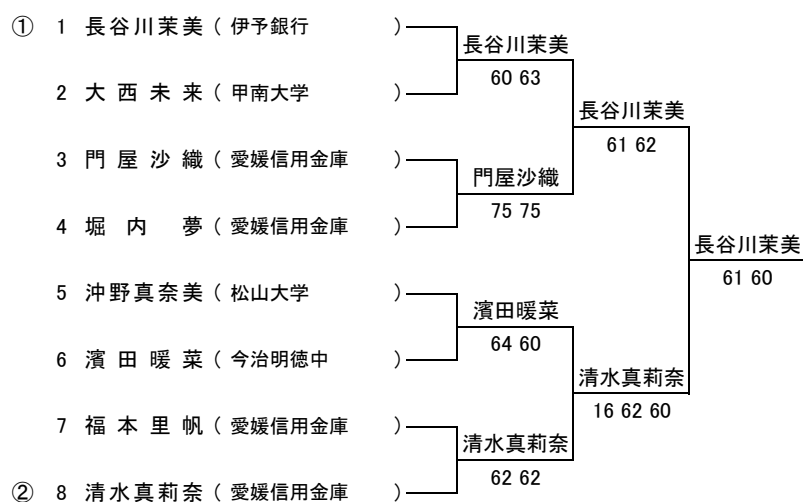 ① 1 長谷川茉美 ( 伊予銀行 )
長谷川茉美
60 63
2 大西未来 ( 甲南大学 )
長谷川茉美
61 62
3 門屋沙織 ( 愛媛信用金庫 )
門屋沙織
75 75
4 堀内 夢 ( 愛媛信用金庫 )
長谷川茉美
61 60
5 沖野真奈美 ( 松山大学 )
濱田暖菜
64 60
6 濱田暖菜 ( 今治明徳中 )
清水真莉奈
16 62 60
7 福本里帆 ( 愛媛信用金庫 )
清水真莉奈
62 62
② 8 清水真莉奈 ( 愛媛信用金庫 )